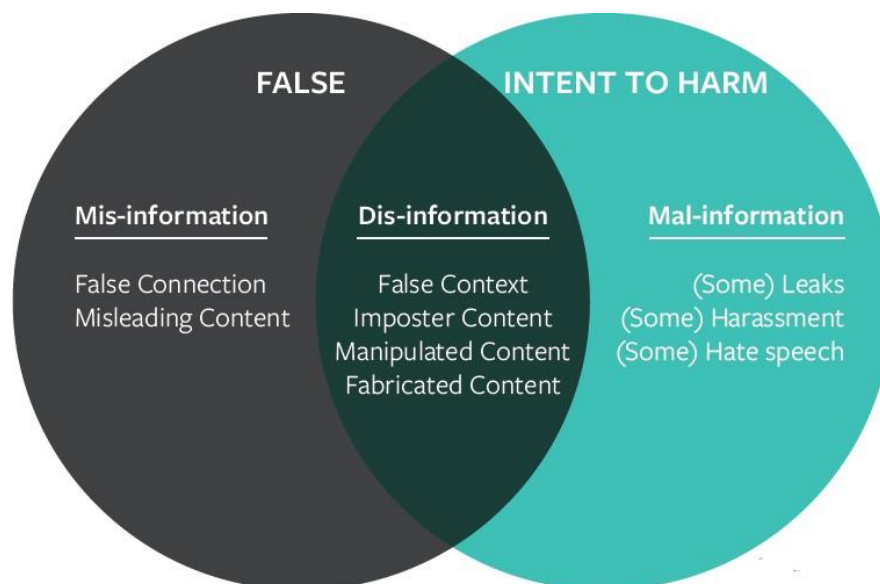 FALSE
INTENT TO HARM
Mis-information
False Connection
Misleading Content
Dis-information
False Context
Imposter Content
Manipulated Content
Fabricated Content
Mal-information
(Some) Leaks
(Some) Harassment
(Some) Hate speech